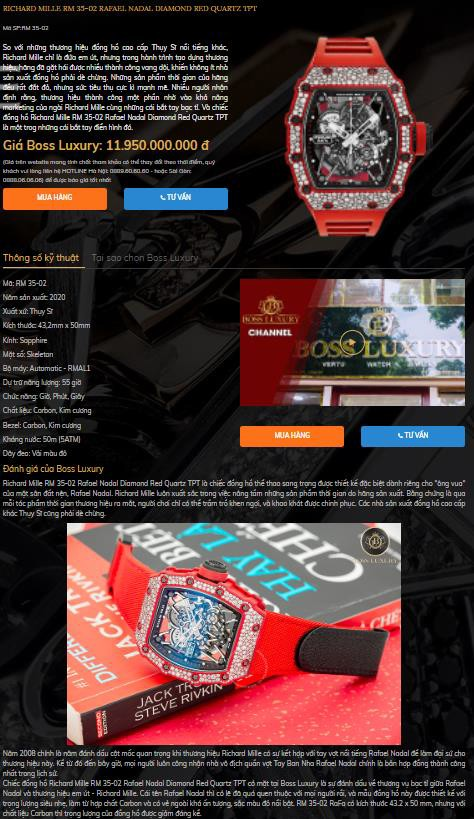 RICHARD MILLE RM 35-02 RAFAEL NADAL DIAMOND RED QUARTZ TPT
Mã SP:RM 35-02
So với những thương hiệu đồng hồ cao cấp Thụy Sĩ nổi tiếng khác,
Richard Mille chỉ là đứa em út, nhưng trong hành trình tạo dựng thương
hiệu, hãng đã gặt hái được nhiều thành công vang dội, khiến không ít nhà
sản xuất đồng hồ phải dè chừng. Những sản phẩm thời gian của hãng
đều rất đắt đỏ, nhưng sức tiêu thụ cực kì mạnh mẽ. Nhiều người nhận
định rằng, thương hiệu thành công một phần nhờ vào khả năng
marketing của ngài Richard Mille cùng những cái bắt tay bạc tỉ. Và chiếc
đồng hồ Richard Mille RM 35-02 Rafael Nadal Diamond Red Quartz TPT
là một trong những cái bắt tay điển hình đó.
Giá Boss Luxury: 11.950.000.000 đ
(Giá trên website mang tính chất tham khảo có thể thay đổi theo thời điểm, quý
khách vui lòng liên hệ HOTLINE Hà Nội: 0889.60.60.60 - hoặc Sài Gòn:
0888.06.06.06) để được báo giá tốt nhất
MUA HÀNG
TƯ VẤN
Thông số kỹ thuật
Tại sao chọn Boss Luxury
Mã: RM 35-02
Năm sản xuất: 2020
Xuất xứ: Thụy Sĩ
Kích thước: 43,2mm x 50mm
Kính: Sapphire
Mặt số: Skeleton
Bộ máy: Automatic - RMAL1
Dự trữ năng lượng: 55 giờ
Chức năng: Giờ, Phút, Giây
Chất liệu: Carbon, Kim cương
Bezel: Carbon, Kim cương
Kháng nước: 50m (5ATM)
Dây đeo: Vải màu đỏ
BOSS LUXURY
CHANNEL
BOSS LUXURY
VERTU WATCH
MUA HÀNG
TƯ VẤN
Đánh giá của Boss Luxury
Richard Mille RM 35-02 Rafael Nadal Diamond Red Quartz TPT là chiếc đồng hồ thể thao sang trọng được thiết kế đặc biệt dành riêng cho "ông vua"
của mặt sân đất nện, Rafael Nadal. Richard Mille luôn xuất sắc trong việc nâng tầm những sản phẩm thời gian do hãng sản xuất. Bằng chứng là qua
mỗi tác phẩm thời gian thương hiệu ra mắt, người chơi chỉ có thể trầm trồ khen ngợi, và khao khát được chinh phục. Các nhà sản xuất đồng hồ cao cấp
khác Thụy Sĩ cũng phải dè chừng.
BOSS LUXURY
JACK TROUT
DIFFERENT
HAY LÀ
JACK TR
STEVE RIVKIN
SECOND
EDITION
Năm 2008 chính là năm đánh dấu cột mốc quan trọng khi thương hiệu Richard Mille có sự kết hợp với tay vợt nổi tiếng Rafael Nadal để làm đại sứ cho
thương hiệu này. Kể từ đó đến bây giờ, mọi người luôn công nhận nhà vô địch quần vợt Tây Ban Nha Rafael Nadal chính là bản hợp đồng thành công
nhất trong lịch sử.
Chiếc đồng hồ Richard Mille RM 35-02 Rafael Nadal Diamond Red Quartz TPT có mặt tại Boss Luxury là sự đánh dấu về thương vụ bạc tỉ giữa Rafael
Nadal và thương hiệu em út - Richard Mille. Cái tên Rafael Nadal thì có lẽ đã quá quen thuộc với mọi người rồi, và mẫu đồng hồ này được thiết kế với
trọng lượng siêu nhẹ, làm từ hợp chất Carbon và có vẻ ngoài khá ấn tượng, sắc màu đỏ nổi bật. RM 35-02 RaFa có kích thước 43.2 x 50 mm, nhưng với
chất liệu Carbon thì trọng lượng của đồng hồ được giảm đáng kể.